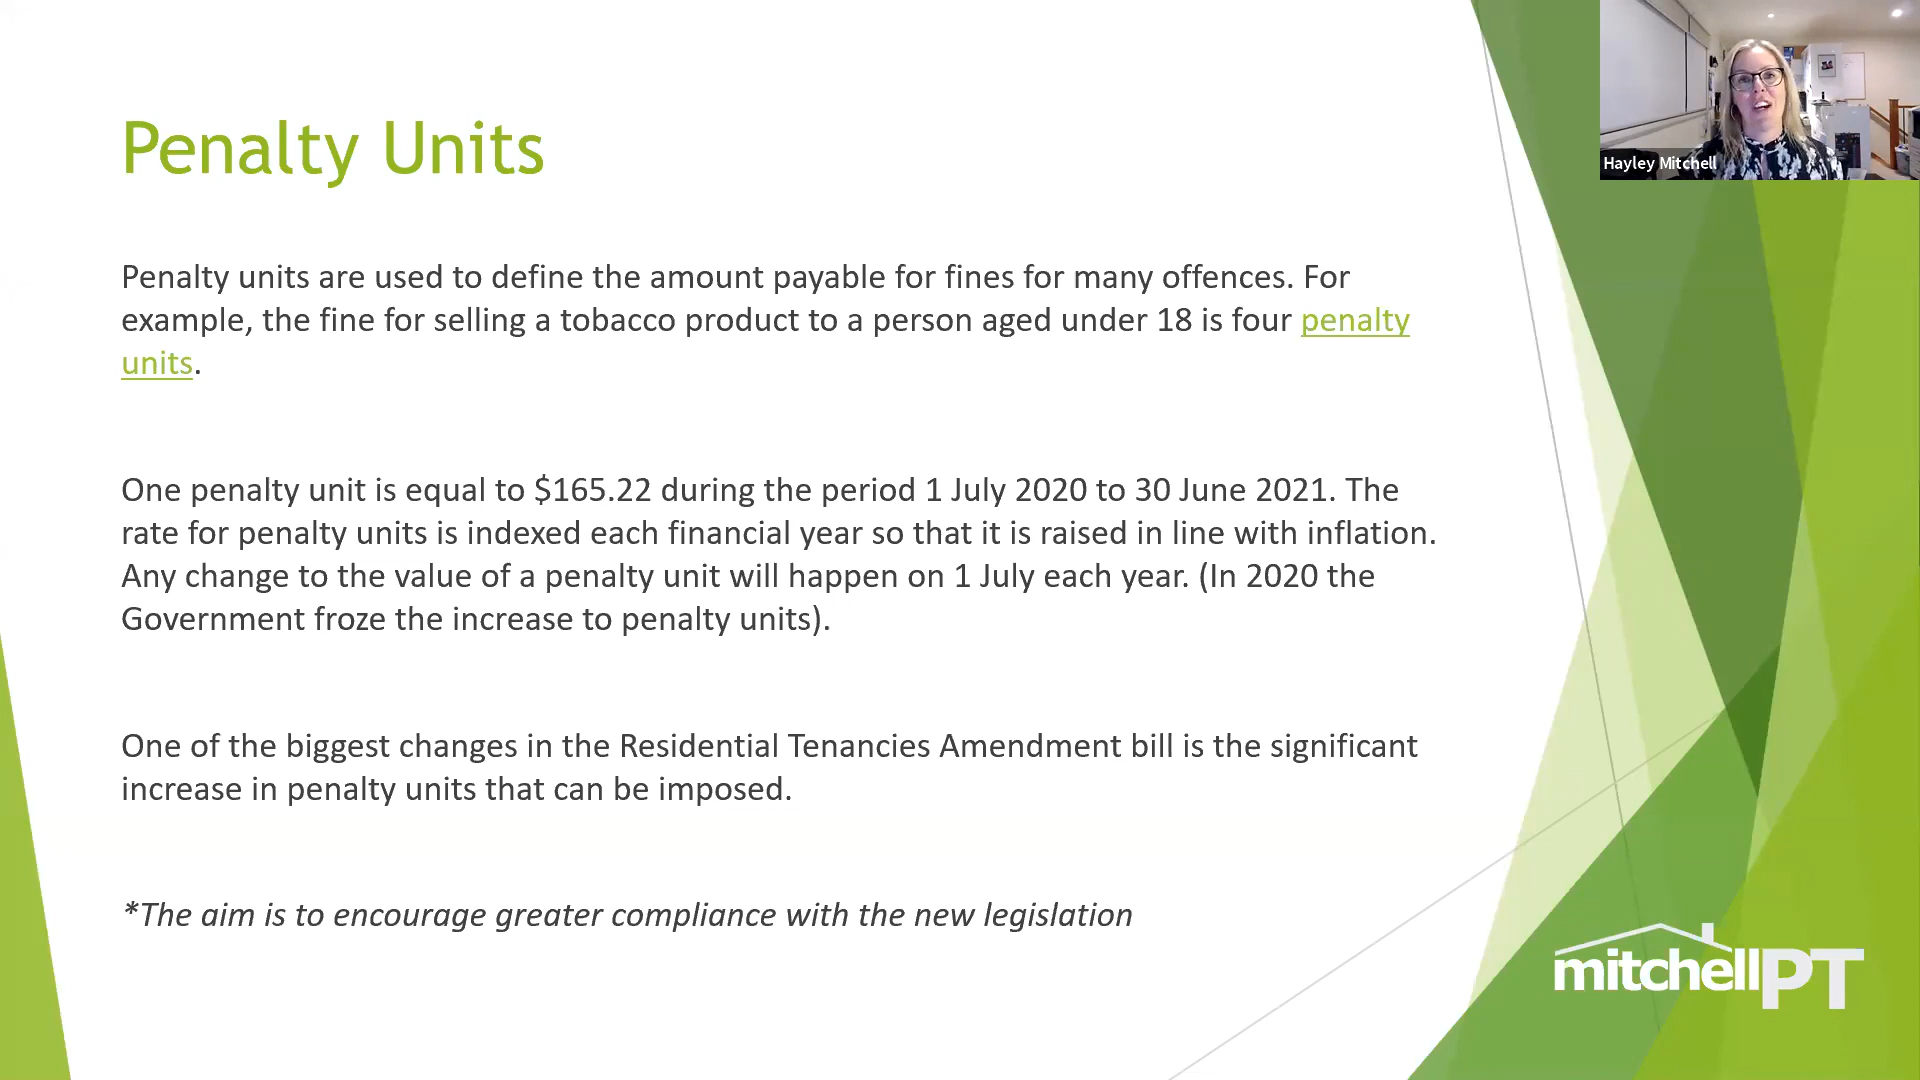 Penalty Units
Hayley Mitchell
Penalty units are used to define the amount payable for fines for many offences. For
example, the fine for selling a tobacco product to a person aged under 18 is four penalty
units.
One penalty unit is equal to $165.22 during the period 1 July 2020 to 30 June 2021. The
rate for penalty units is indexed each financial year so that it is raised in line with inflation.
Any change to the value of a penalty unit will happen on 1 July each year. (In 2020 the
Government froze the increase to penalty units).
One of the biggest changes in the Residential Tenancies Amendment bill is the significant
increase in penalty units that can be imposed.
*The aim is to encourage greater compliance with the new legislation
mitchellPT